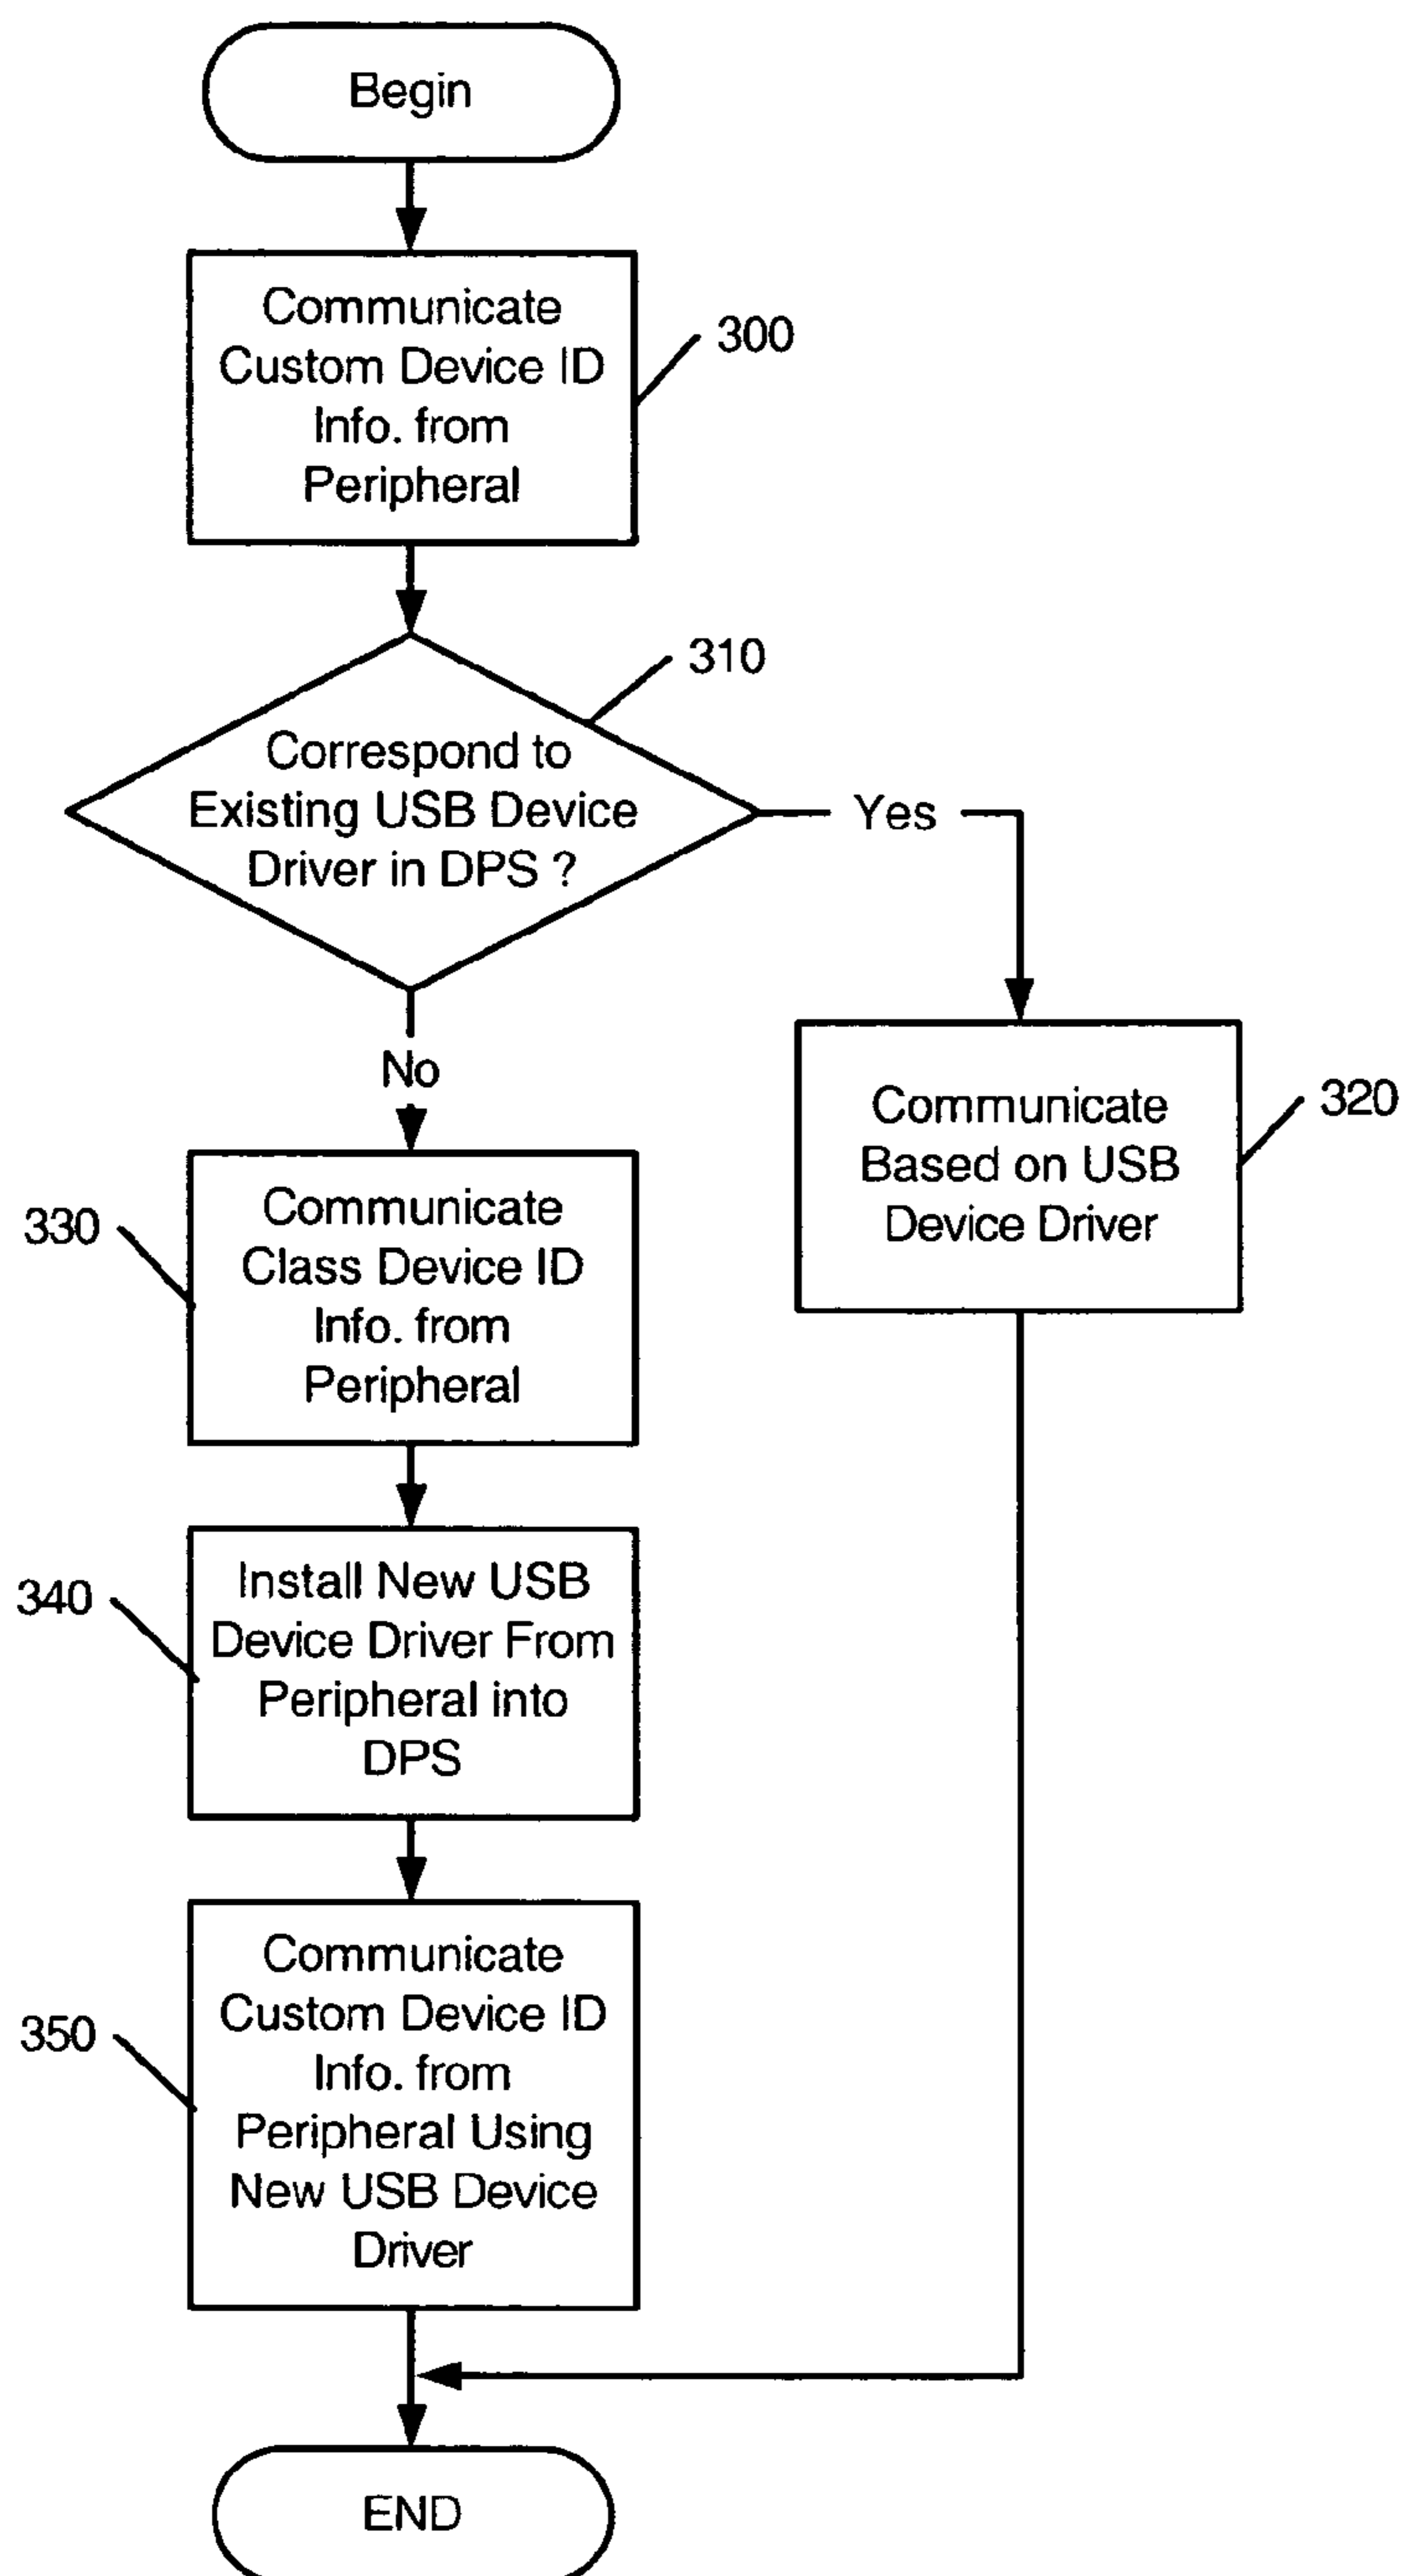 Begin
Communicate
Custom Device ID
Info. from
Peripheral
300
310
Correspond to
Existing USB Device
Driver in DPS ?
Yes
No
Communicate
Based on USB
Device Driver
320
330
Communicate
Class Device ID
Info. from
Peripheral
340
Install New USB
Device Driver From
Peripheral into
DPS
350
Communicate
Custom Device ID
Info. from
Peripheral Using
New USB Device
Driver
END